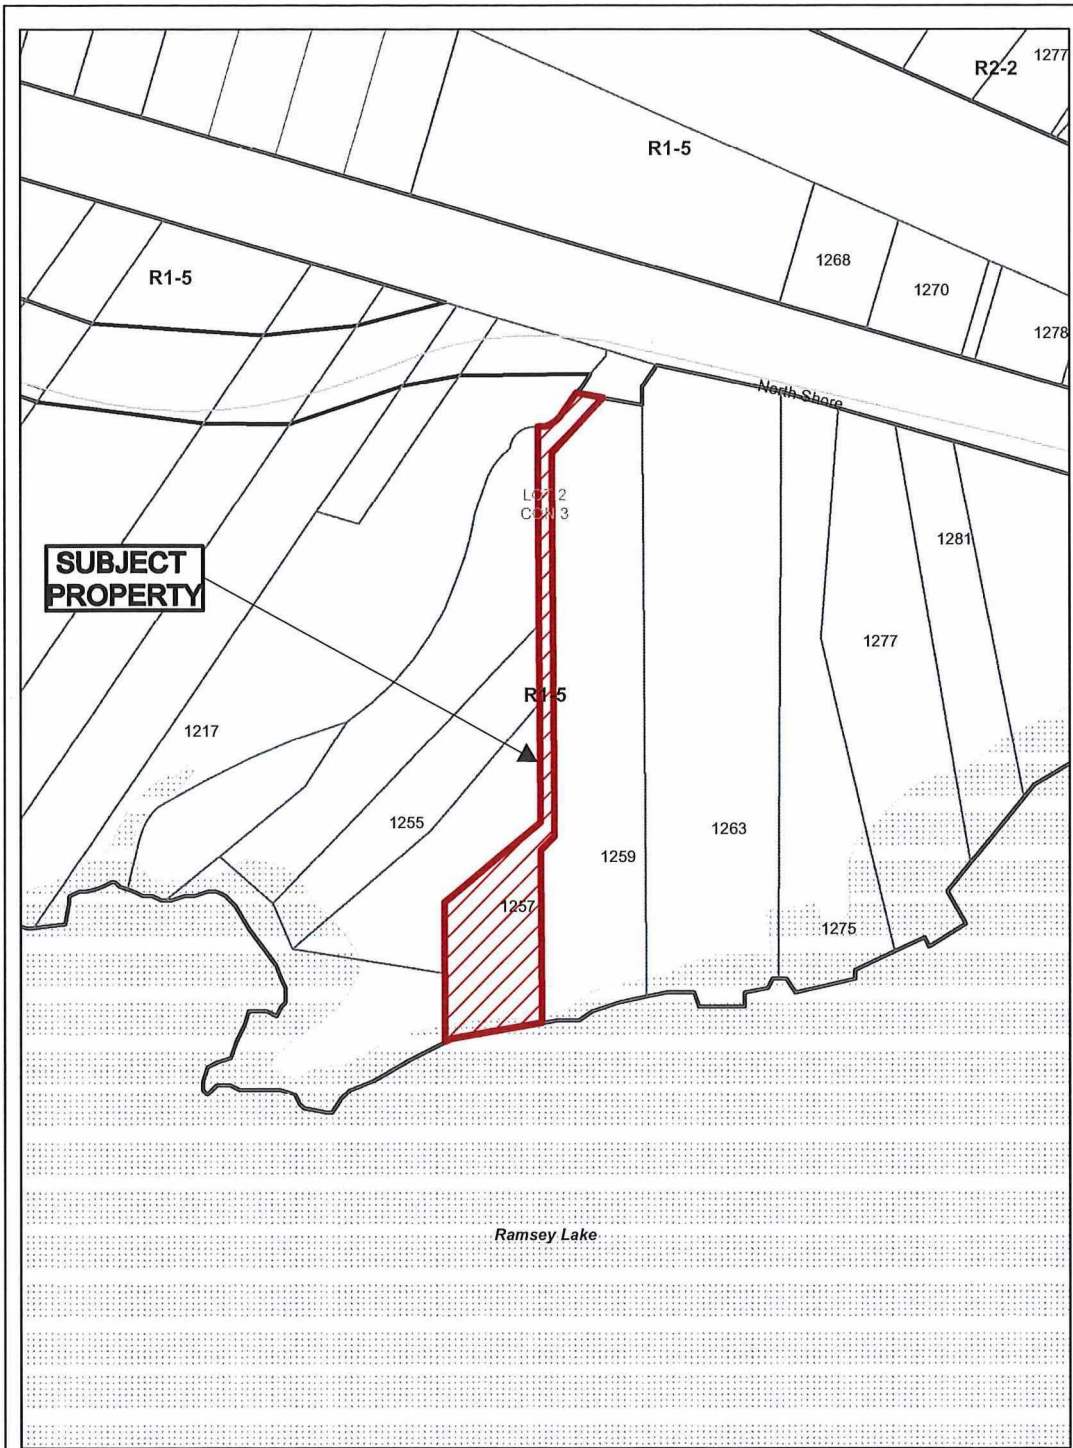 1277
R2-2
R1-5
1268
R1-5
1270
1278
North Shore
LOT 2
CON 3
1281
SUBJECT
PROPERTY
1277
R1-5
1217
1255
1263
1259
1257
1275
Ramsey Lake